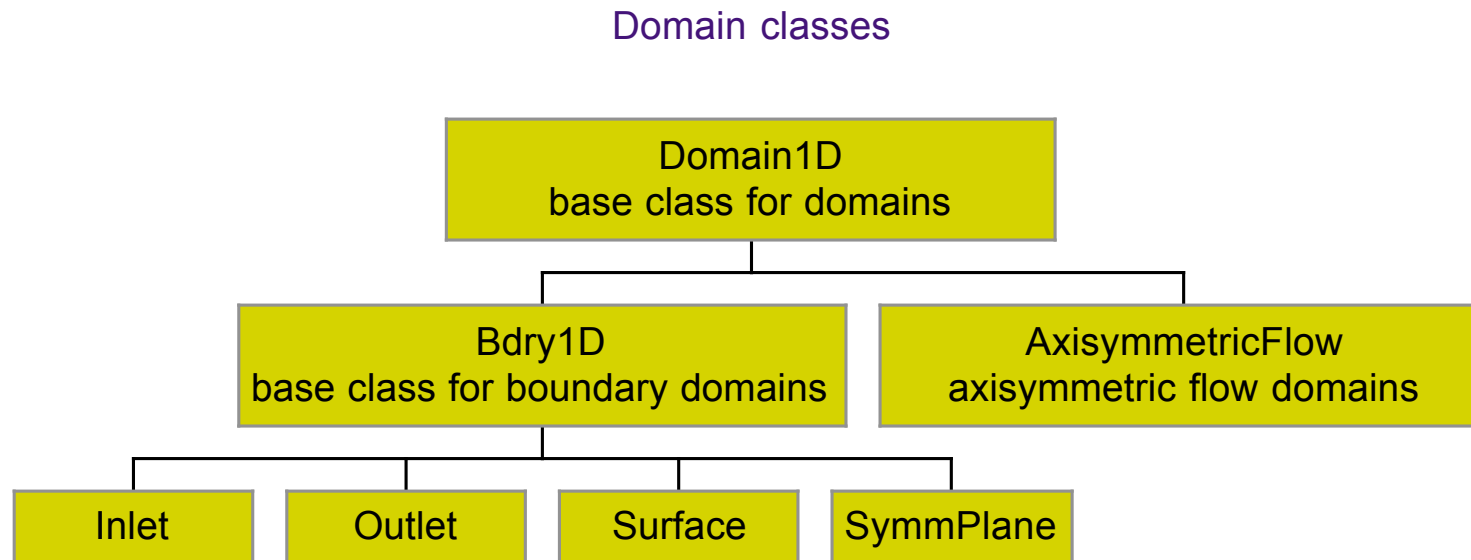 Domain classes
Domain1D
base class for domains
Bdry1D
base class for boundary domains
AxisymmetricFlow
axisymmetric flow domains
Inlet
Outlet
Surface
SymmPlane